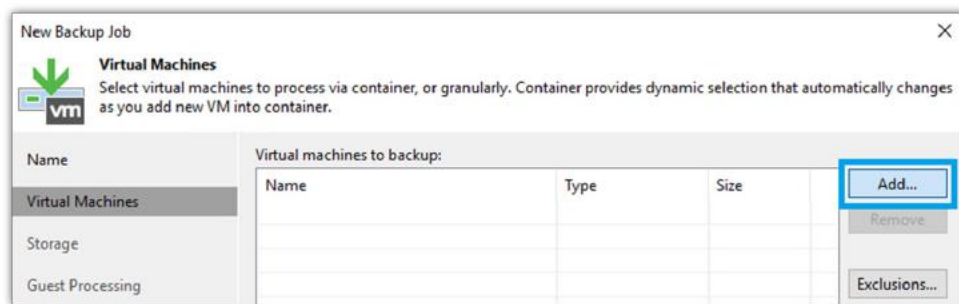 New Backup Job
Virtual Machines
Select virtual machines to process via container, or granularly. Container provides dynamic selection that automatically changes
as you add new VM into container.
vm
Name
Virtual Machines
Storage
Guest Processing
Virtual machines to backup:
Name Type Size
Add...
Remove
Exclusions...